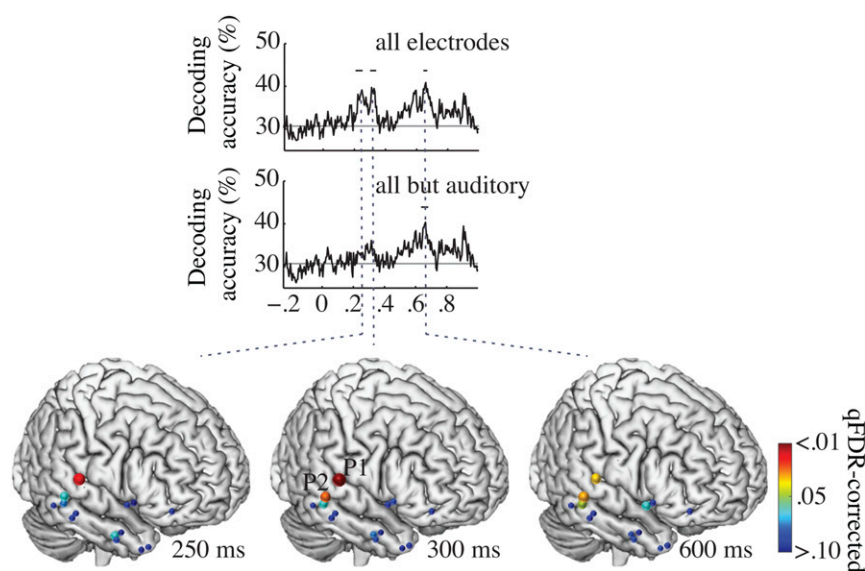 Decoding
accuracy (%)
50
40
30
all electrodes
Decoding
accuracy (%)
50
40
30
all but auditory
-.2 0 .2 .4 .6 .8
P2 P1
250 ms
300 ms
600 ms
<.01
.05
>.10
qFDR-corrected